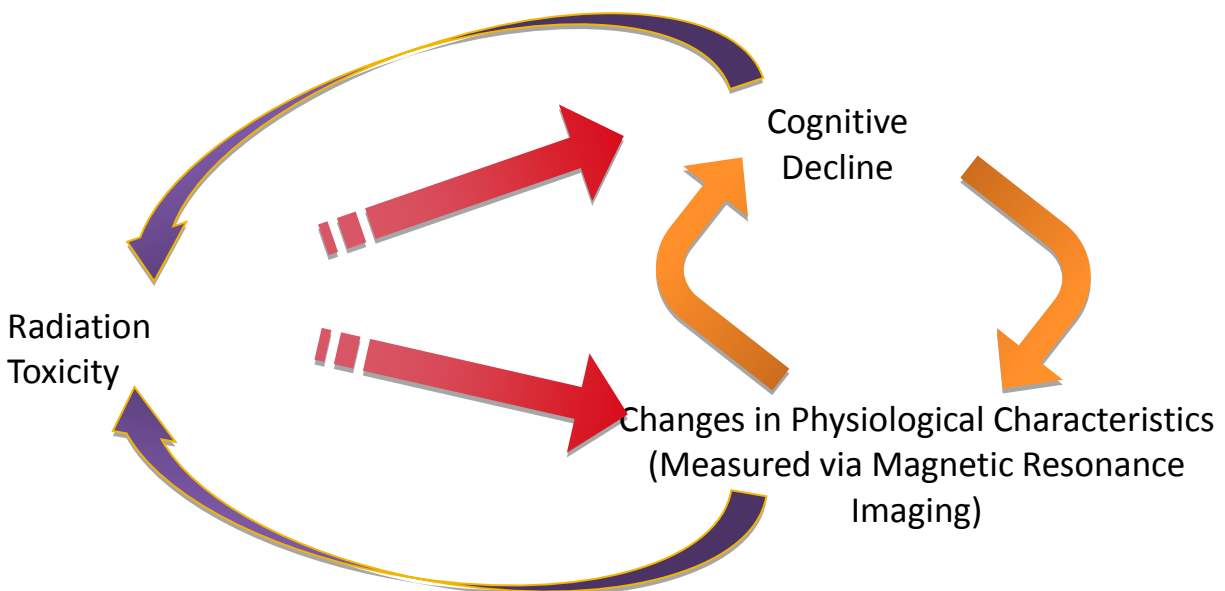 Cognitive
Decline
Radiation
Toxicity
Changes in Physiological Characteristics
(Measured via Magnetic Resonance
Imaging)